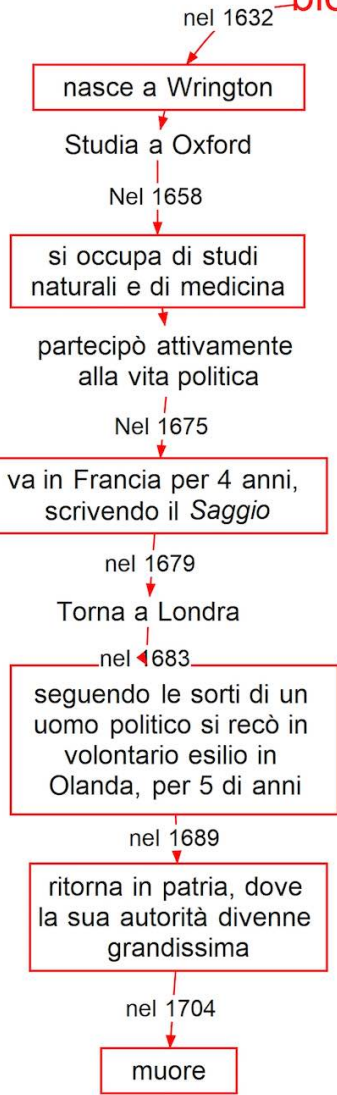 nel 1632
nasce a Wrington
Studia a Oxford
Nel 1658
si occupa di studi
naturali e di medicina
partecipò attivamente
alla vita politica
Nel 1675
va in Francia per 4 anni,
scrivendo il Saggio
nel 1679
Torna a Londra
nel 1683
seguendo le sorti di un
uomo politico si recò in
volontario esilio in
Olanda, per 5 di anni
nel 1689
ritorna in patria, dove
la sua autorità divenne
grandissima
nel 1704
muore